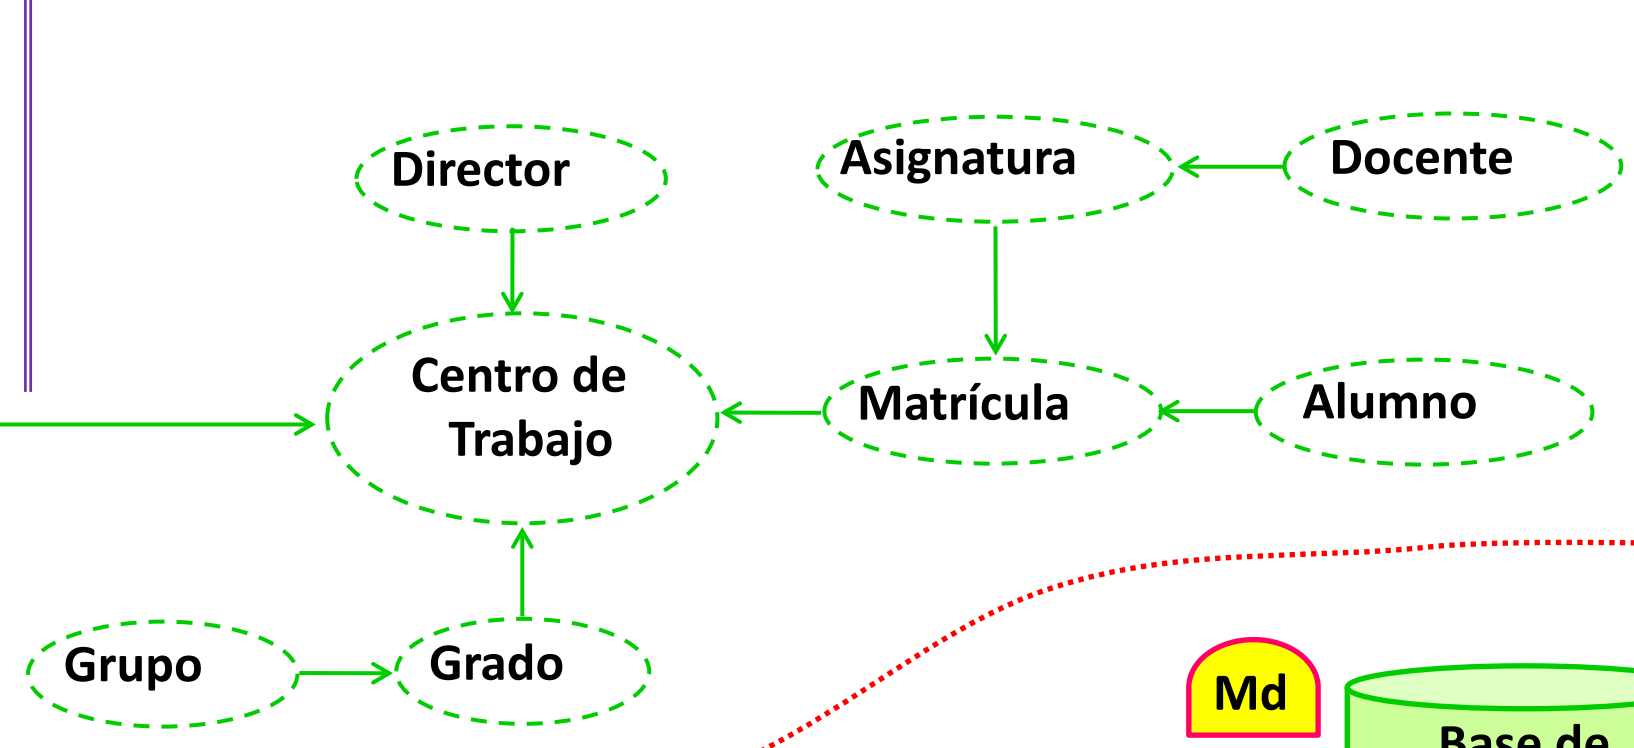 Director
Asignatura
Docente
Centro de
Trabajo
Matrícula
Alumno
Grupo
Grado
Md
Base de